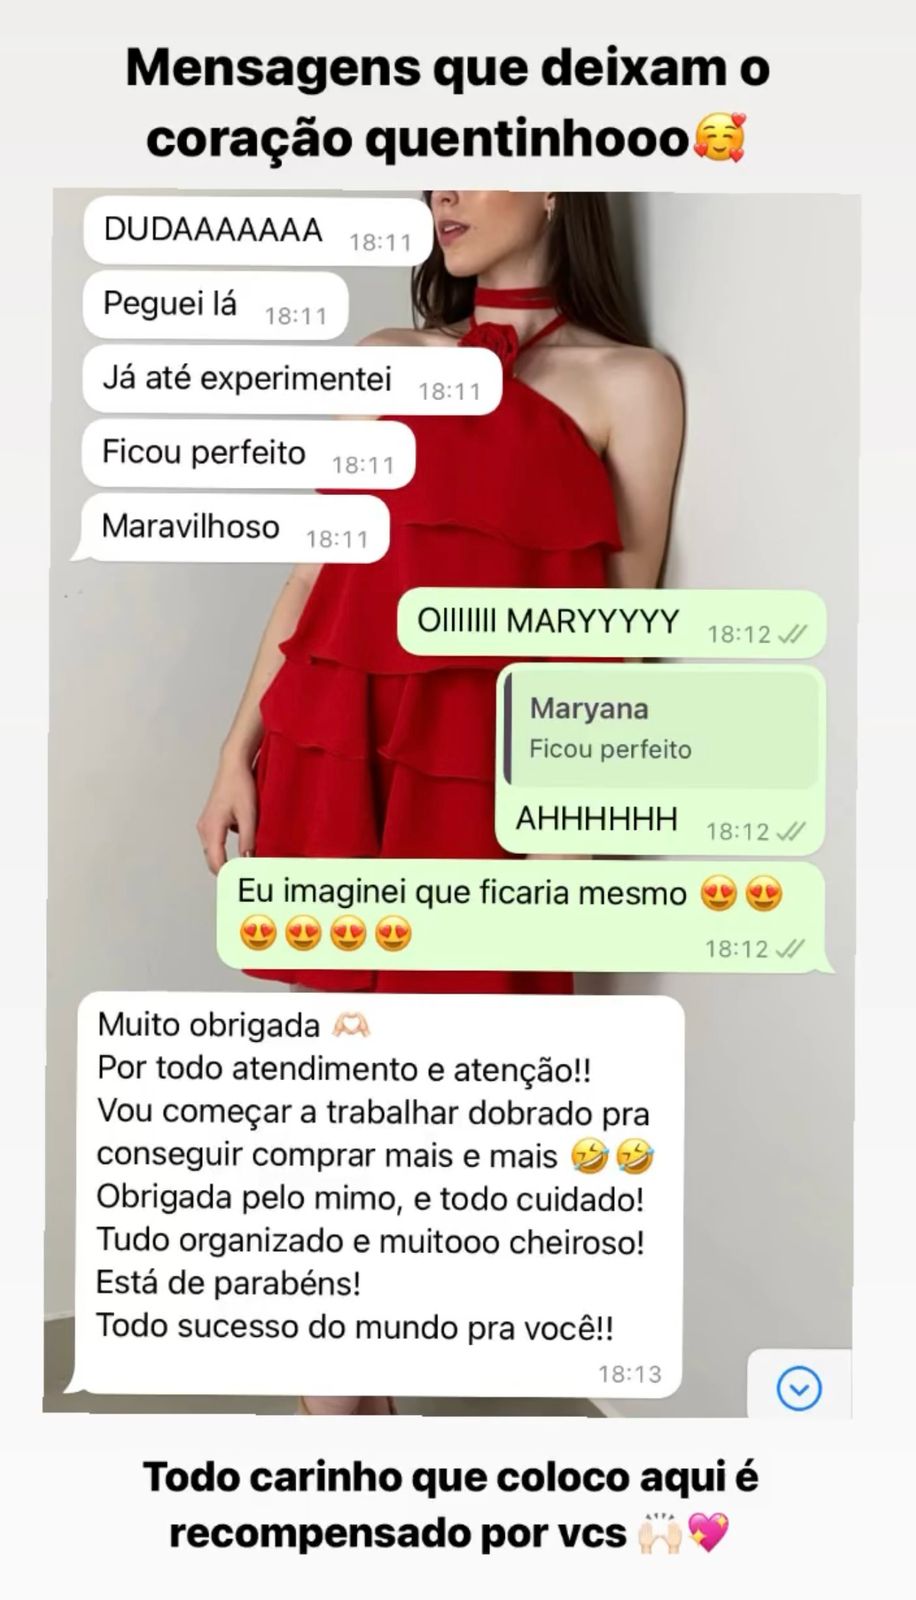 Mensagens que deixam o
coração quentinhooo🥰
DUDAAAAAAA 18:11
Peguei lá 18:11
Já até experimentei 18:11
Ficou perfeito 18:11
Maravilhoso 18:11
OIIIIIIII MARYYYYY 18:12
Maryana
Ficou perfeito
AHHHHHH 18:12
Eu imaginei que ficaria mesmo 😍😍
😍😍😍😍 18:12
Muito obrigada 🫶🏻
Por todo atendimento e atenção!!
Vou começar a trabalhar dobrado pra
conseguir comprar mais e mais 🤣🤣
Obrigada pelo mimo, e todo cuidado!
Tudo organizado e muitooo cheiroso!
Está de parabéns!
Todo sucesso do mundo pra você!!
18:13
Todo carinho que coloco aqui é
recompensado por vcs 🙌🏻💖